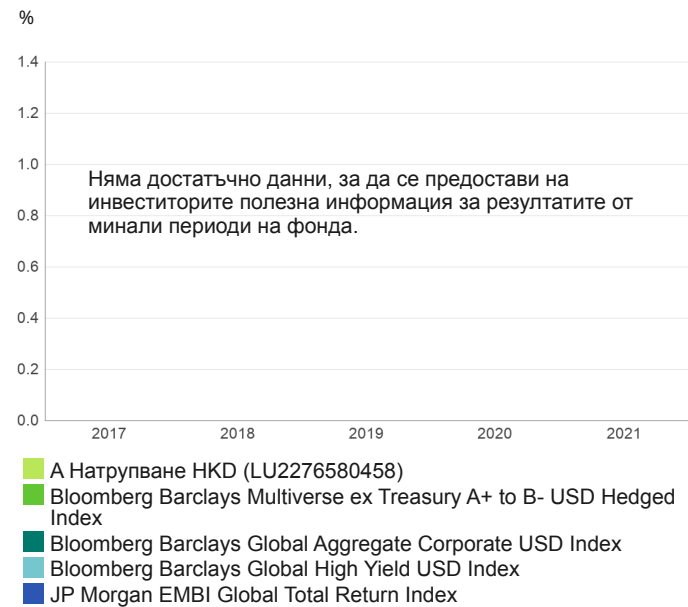 %
1.4
1.2
1.0
Няма достатъчно данни, за да се предостави на
инвеститорите полезна информация за резултатите от
0.8
минали периоди на фонда.
0.6
0.4
0.2
0.0
2017 2018 2019 2020 2021
А Натрупване HKD (LU2276580458)
Bloomberg Barclays Multiverse ex Treasury A+ to B- USD Hedged
Index
Bloomberg Barclays Global Aggregate Corporate USD Index
Bloomberg Barclays Global High Yield USD Index
JP Morgan EMBI Global Total Return Index